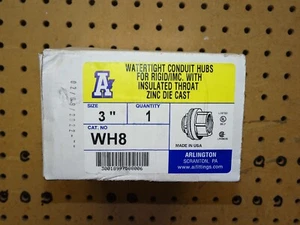 WATERTIGHT CONDUIT HUBS
FOR RIGID/IMC. WITH
INSULATED THROAT
ZINC DIE CAST
SIZE
QUANTITY
3"
1
CAT. NO
WH8
MADE IN USA
ARLINGTON
SCRANTON, PA
www.aifittings.com